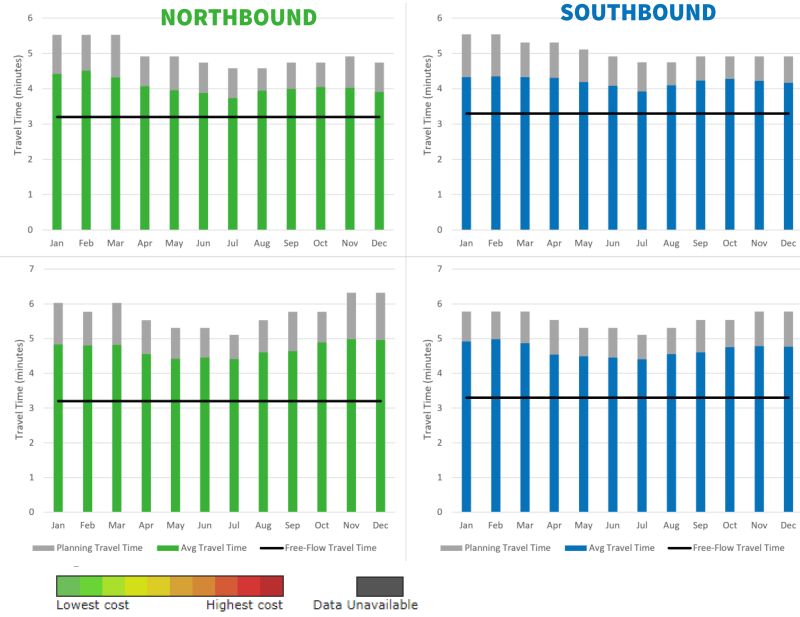 NORTHBOUND
6
5
4
3
2
1
0
Travel Time (minutes)
Jan Feb Mar Apr May Jun Jul Aug Sep Oct Nov Dec
SOUTHBOUND
6
5
4
3
2
1
0
Travel Time (minutes)
Jan Feb Mar Apr May Jun Jul Aug Sep Oct Nov Dec
7
6
5
4
3
2
1
0
Travel Time (minutes)
Jan Feb Mar Apr May Jun Jul Aug Sep Oct Nov Dec
Planning Travel Time Avg Travel Time Free-Flow Travel Time
7
6
5
4
3
2
1
0
Travel Time (minutes)
Jan Feb Mar Apr May Jun Jul Aug Sep Oct Nov Dec
Planning Travel Time Avg Travel Time Free-Flow Travel Time
Lowest cost Highest cost Data Unavailable